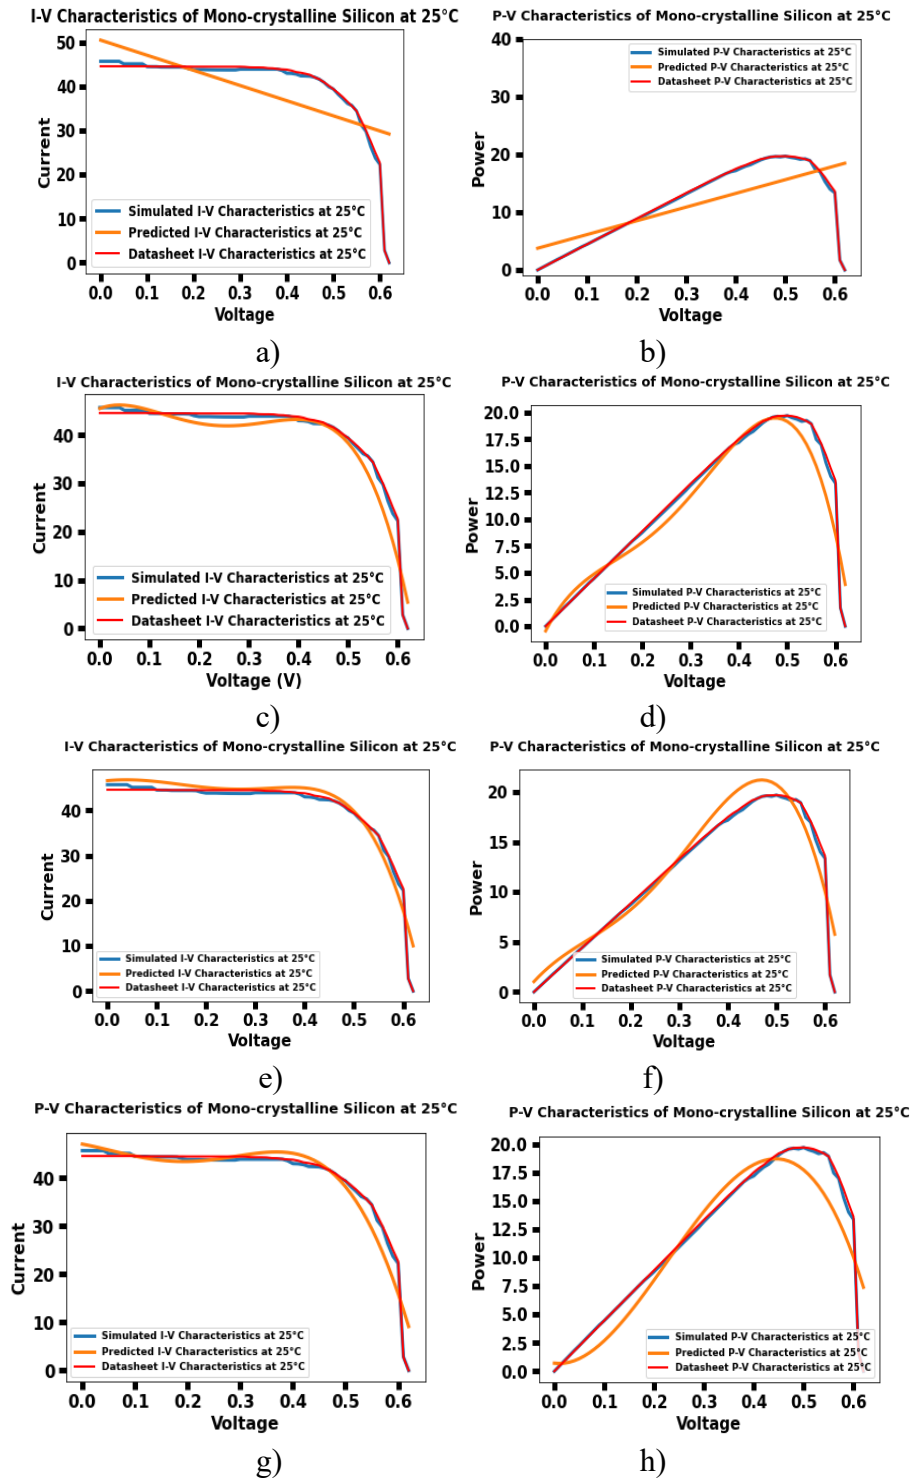 I-V Characteristics of Mono-crystalline Silicon at 25°C
50
40
30
20
10
0
Current
Simulated I-V Characteristics at 25°C
Predicted I-V Characteristics at 25°C
Datasheet I-V Characteristics at 25°C
0.0 0.1 0.2 0.3 0.4 0.5 0.6
Voltage
a)
P-V Characteristics of Mono-crystalline Silicon at 25°C
40
30
20
10
0
Power
Simulated P-V Characteristics at 25°C
Predicted P-V Characteristics at 25°C
Datasheet P-V Characteristics at 25°C
0.0 0.1 0.2 0.3 0.4 0.5 0.6
Voltage
b)
I-V Characteristics of Mono-crystalline Silicon at 25°C
40
30
20
10
0
Current
Simulated I-V Characteristics at 25°C
Predicted I-V Characteristics at 25°C
Datasheet I-V Characteristics at 25°C
0.0 0.1 0.2 0.3 0.4 0.5 0.6
Voltage (V)
c)
P-V Characteristics of Mono-crystalline Silicon at 25°C
20.0
17.5
15.0
12.5
10.0
7.5
5.0
2.5
0.0
Power
Simulated P-V Characteristics at 25°C
Predicted P-V Characteristics at 25°C
Datasheet P-V Characteristics at 25°C
0.0 0.1 0.2 0.3 0.4 0.5 0.6
Voltage
d)
I-V Characteristics of Mono-crystalline Silicon at 25°C
40
30
20
10
0
Current
Simulated I-V Characteristics at 25°C
Predicted I-V Characteristics at 25°C
Datasheet I-V Characteristics at 25°C
0.0 0.1 0.2 0.3 0.4 0.5 0.6
Voltage
e)
P-V Characteristics of Mono-crystalline Silicon at 25°C
20
15
10
5
0
Power
Simulated P-V Characteristics at 25°C
Predicted P-V Characteristics at 25°C
Datasheet P-V Characteristics at 25°C
0.0 0.1 0.2 0.3 0.4 0.5 0.6
Voltage
f)
P-V Characteristics of Mono-crystalline Silicon at 25°C
40
30
20
10
0
Current
Simulated I-V Characteristics at 25°C
Predicted I-V Characteristics at 25°C
Datasheet I-V Characteristics at 25°C
0.0 0.1 0.2 0.3 0.4 0.5 0.6
Voltage
g)
P-V Characteristics of Mono-crystalline Silicon at 25°C
20.0
17.5
15.0
12.5
10.0
7.5
5.0
2.5
0.0
Power
Simulated P-V Characteristics at 25°C
Predicted P-V Characteristics at 25°C
Datasheet P-V Characteristics at 25°C
0.0 0.1 0.2 0.3 0.4 0.5 0.6
Voltage
h)